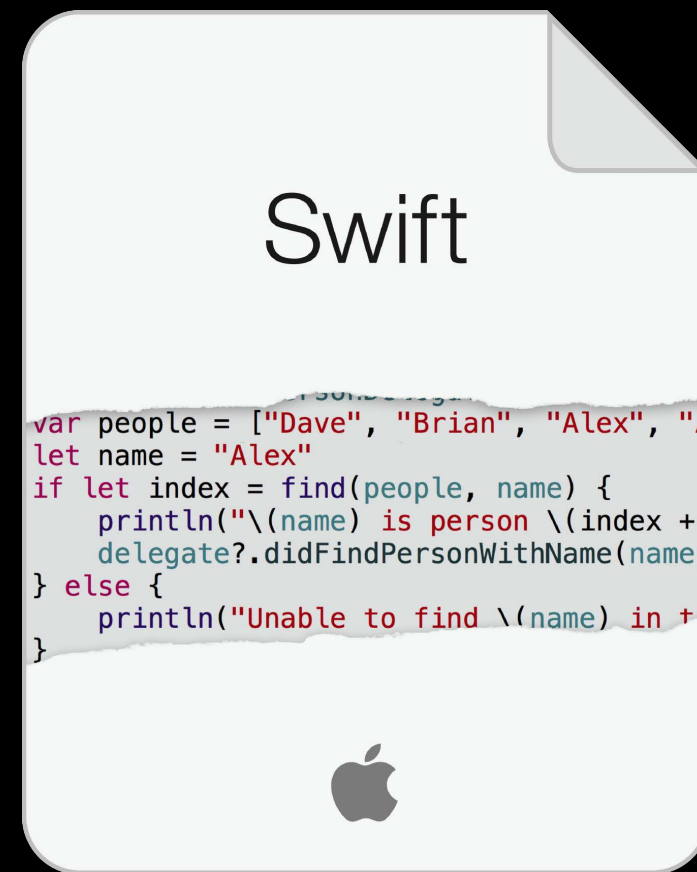 Swift
var people = ["Dave", "Brian", "Alex", "
let name = "Alex"
if let index = find(people, name) {
println("\(name) is person \(index +
delegate?.didFindPersonWithName(name
} else {
println("Unable to find \(name) in t
}